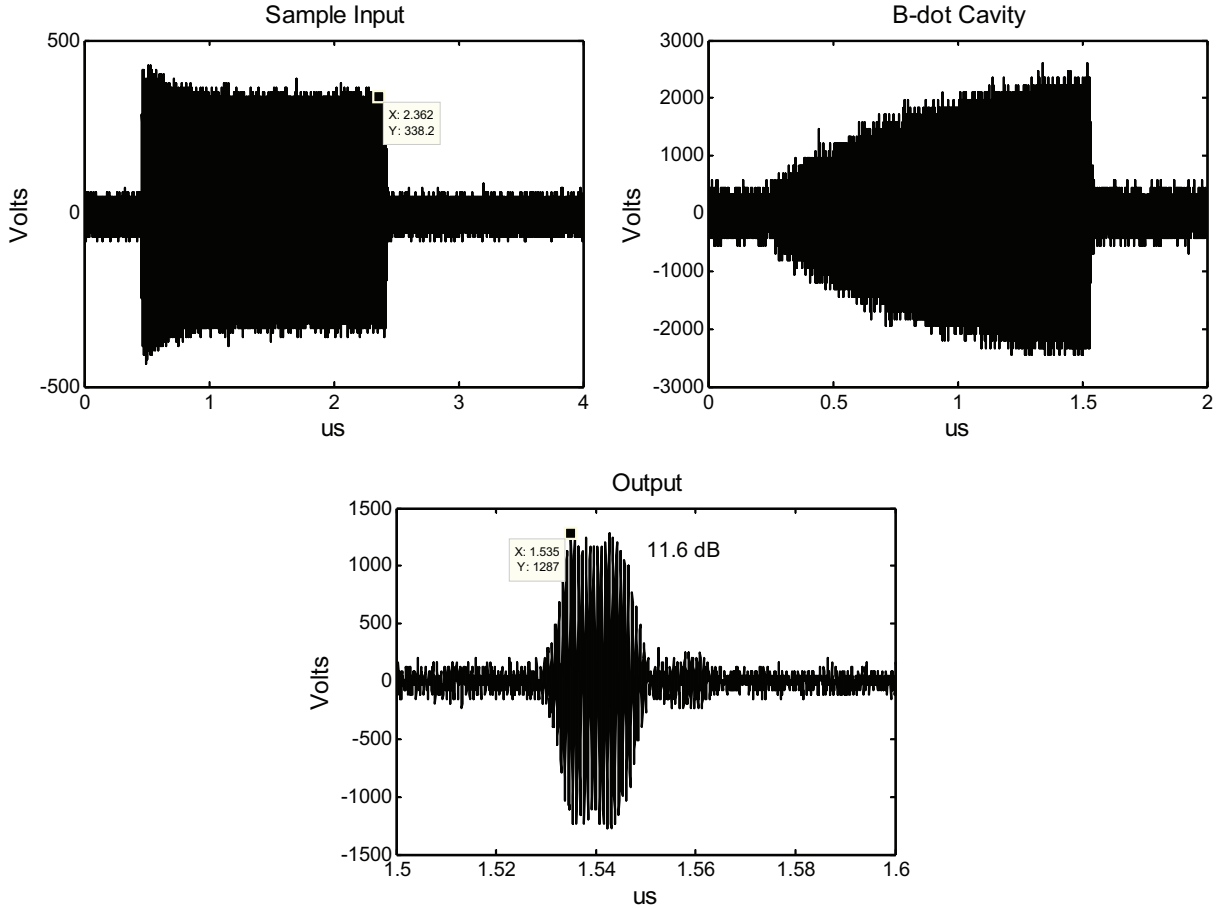 Sample Input
500
0
-500
0 1 2 3 4
Volts
us
X: 2.362
Y: 338.2
B-dot Cavity
3000
2000
1000
0
-1000
-2000
-3000
0 0.5 1 1.5 2
Volts
us
Output
1500
1000
500
0
-500
-1000
-1500
1.5 1.52 1.54 1.56 1.58 1.6
Volts
us
X: 1.535
Y: 1287
11.6 dB